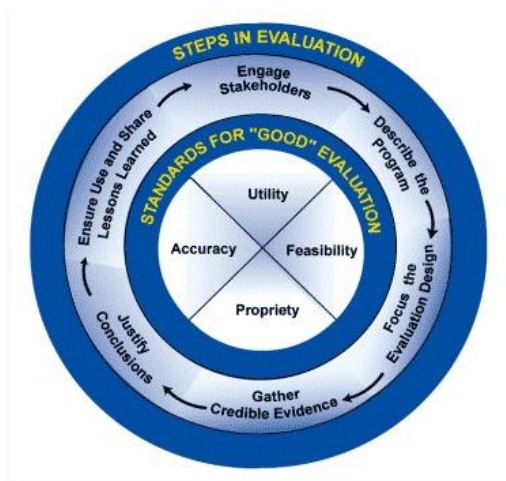 STEPS IN EVALUATION
Engage
Stakeholders
Describe the
Program
Focus the
Evaluation Design
Gather
Credible Evidence
Justify
Conclusions
Ensure Use and Share
Lessons Learned
STANDARDS FOR "GOOD" EVALUATION
Utility
Feasibility
Propriety
Accuracy